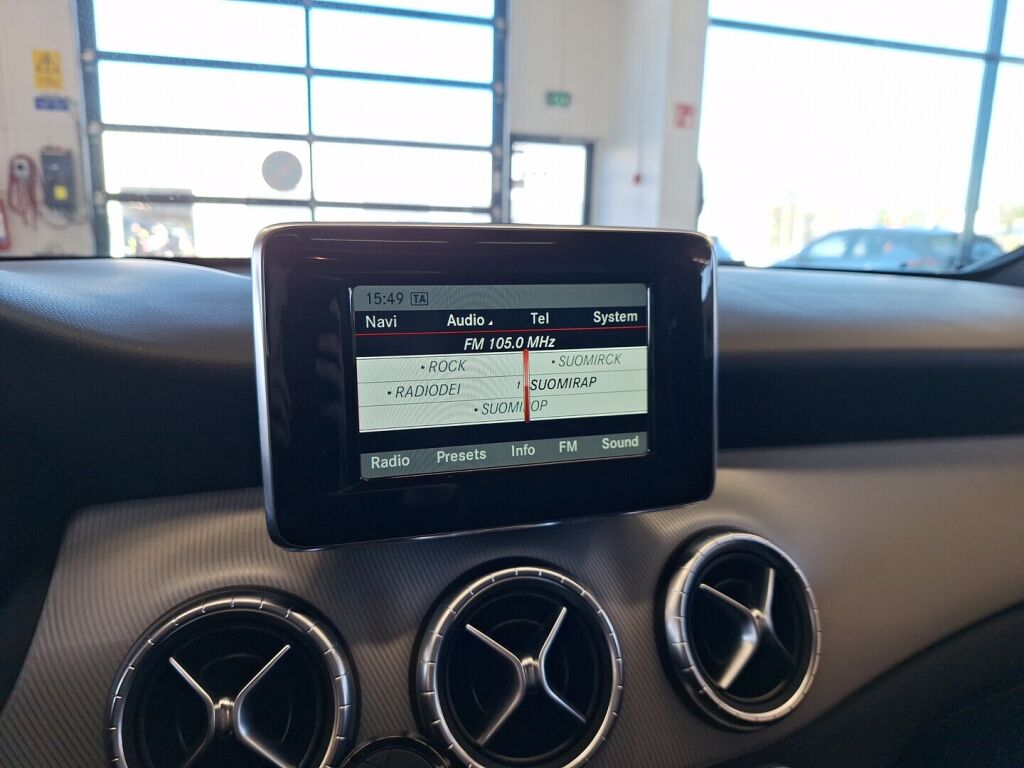 15:49 TA
Navi Audio Tel System
FM 105.0 MHz
• ROCK • SUOMIRCK
• RADIODEI 1 SUOMIRAP
• SUOMI OP
Radio Presets Info FM Sound